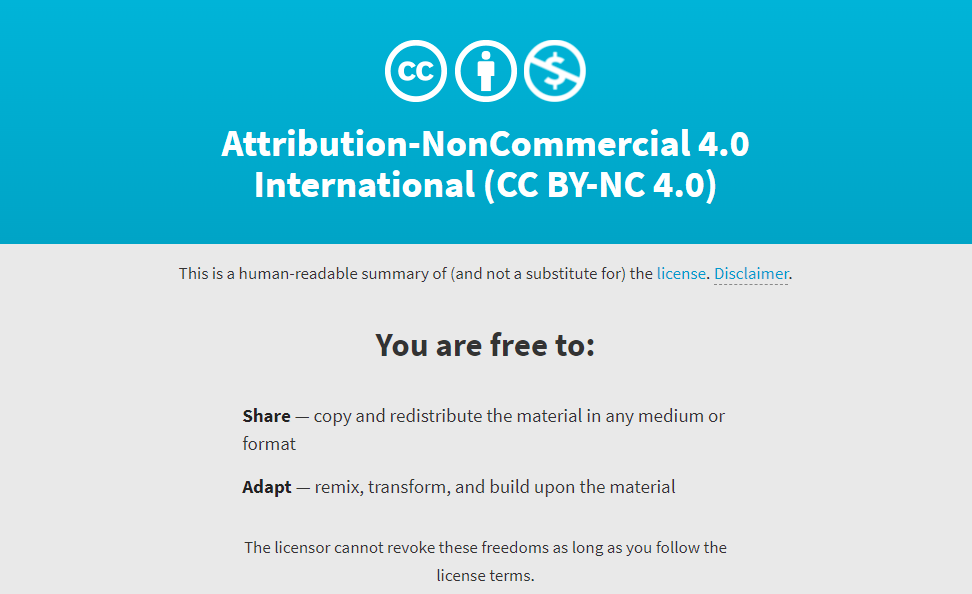 CC
Attribution-NonCommercial 4.0
International (CC BY-NC 4.0)
This is a human-readable summary of (and not a substitute for) the license. Disclaimer.
You are free to:
Share — copy and redistribute the material in any medium or
format
Adapt — remix, transform, and build upon the material
The licensor cannot revoke these freedoms as long as you follow the
license terms.